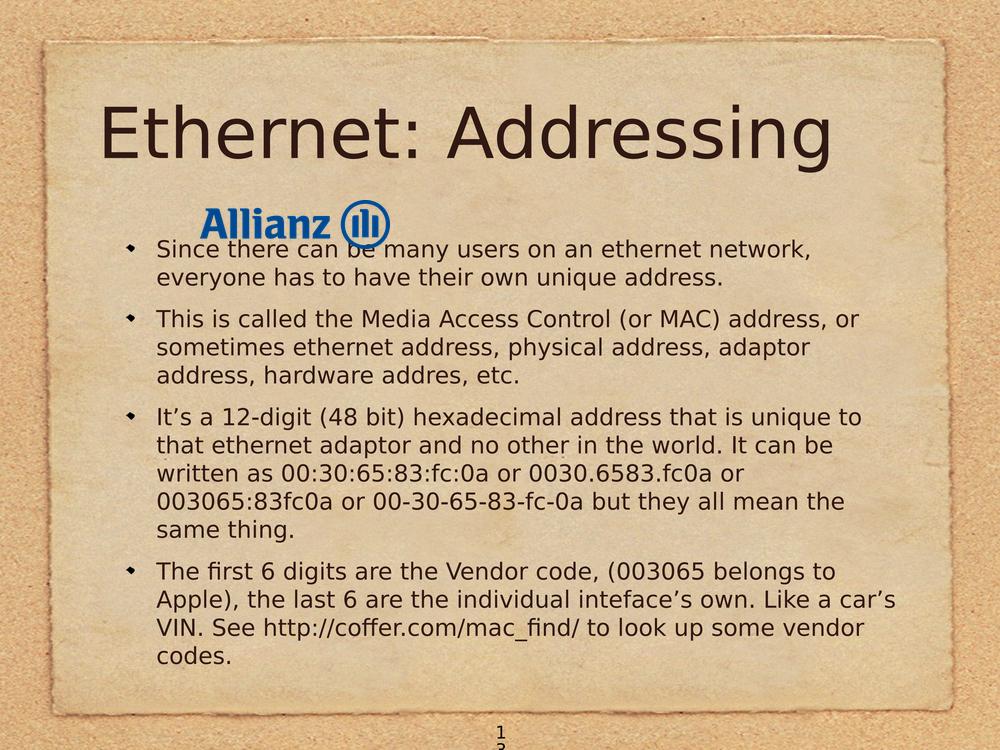 Ethernet: Addressing
Allianz
Since there can be many users on an ethernet network,
everyone has to have their own unique address.
This is called the Media Access Control (or MAC) address, or
sometimes ethernet address, physical address, adaptor
address, hardware addres, etc.
It’s a 12-digit (48 bit) hexadecimal address that is unique to
that ethernet adaptor and no other in the world. It can be
written as 00:30:65:83:fc:0a or 0030.6583.fc0a or
003065:83fc0a or 00-30-65-83-fc-0a but they all mean the
same thing.
The first 6 digits are the Vendor code, (003065 belongs to
Apple), the last 6 are the individual inteface’s own. Like a car’s
VIN. See http://coffer.com/mac_find/ to look up some vendor
codes.
1